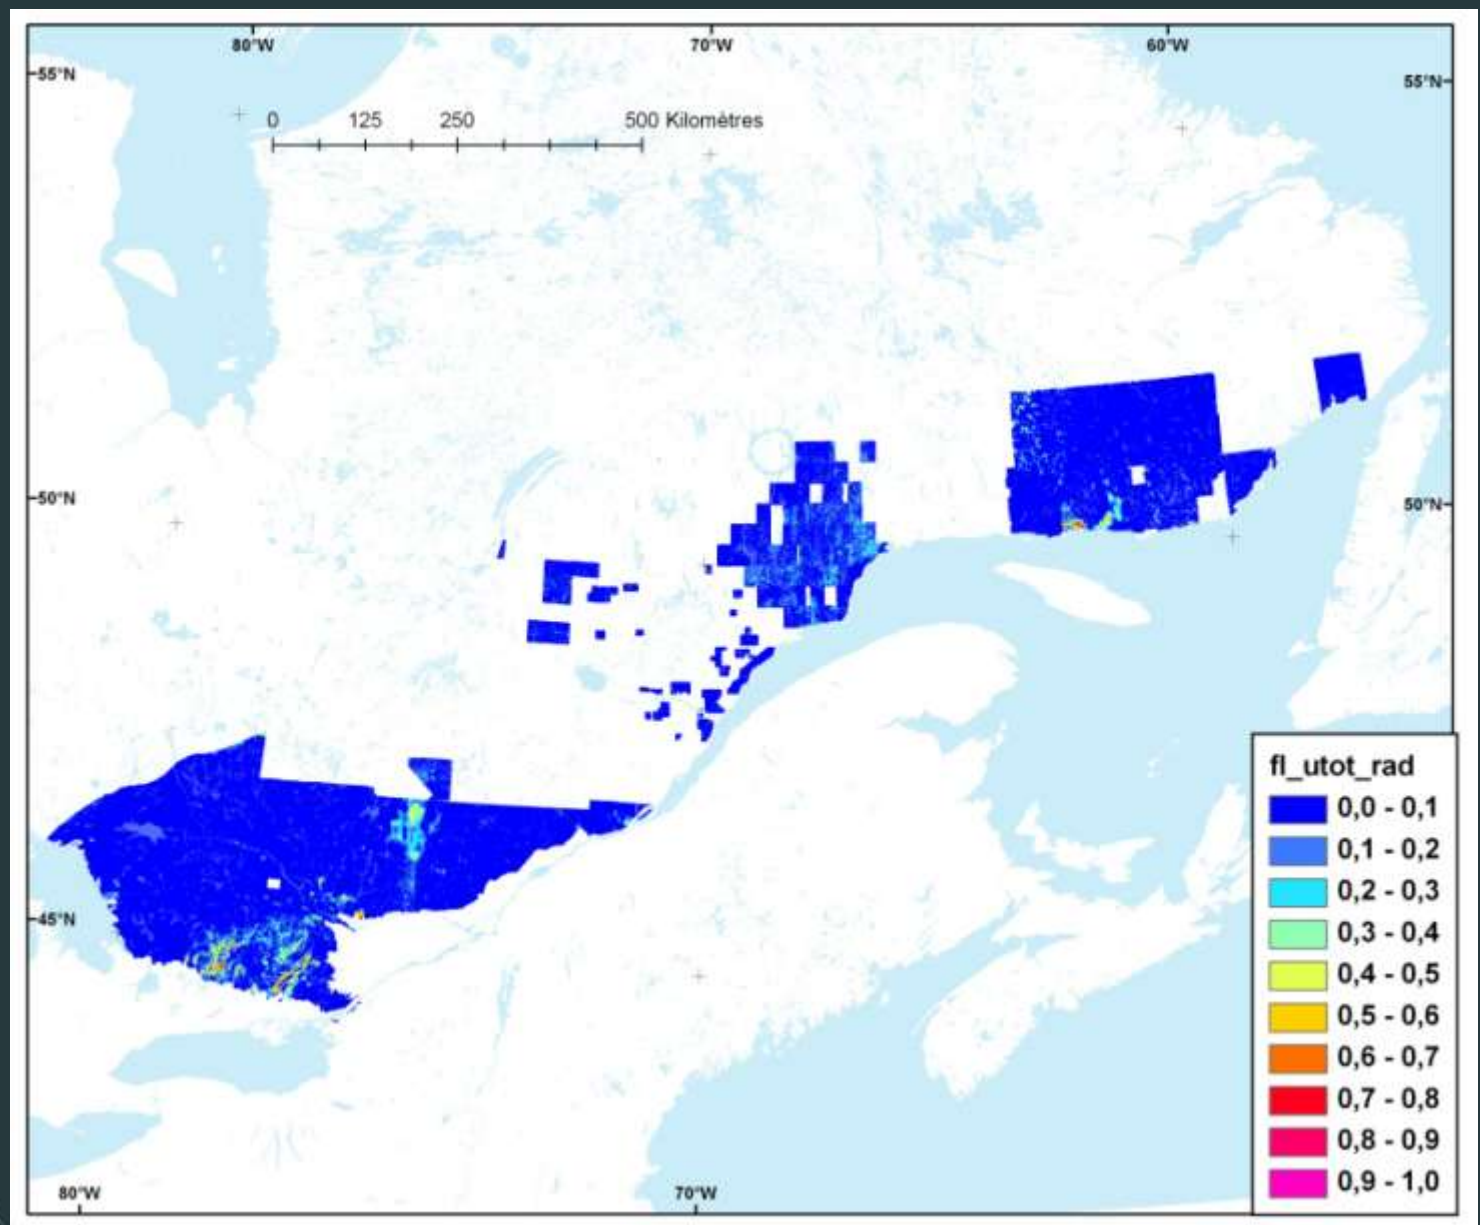 80°W 70°W 60°W
55°N 55°N
0 125 250 500 Kilomètres
50°N 50°N
45°N
fl_utot_rad
0,0 - 0,1
0,1 - 0,2
0,2 - 0,3
0,3 - 0,4
0,4 - 0,5
0,5 - 0,6
0,6 - 0,7
0,7 - 0,8
0,8 - 0,9
0,9 - 1,0
80°W 70°W